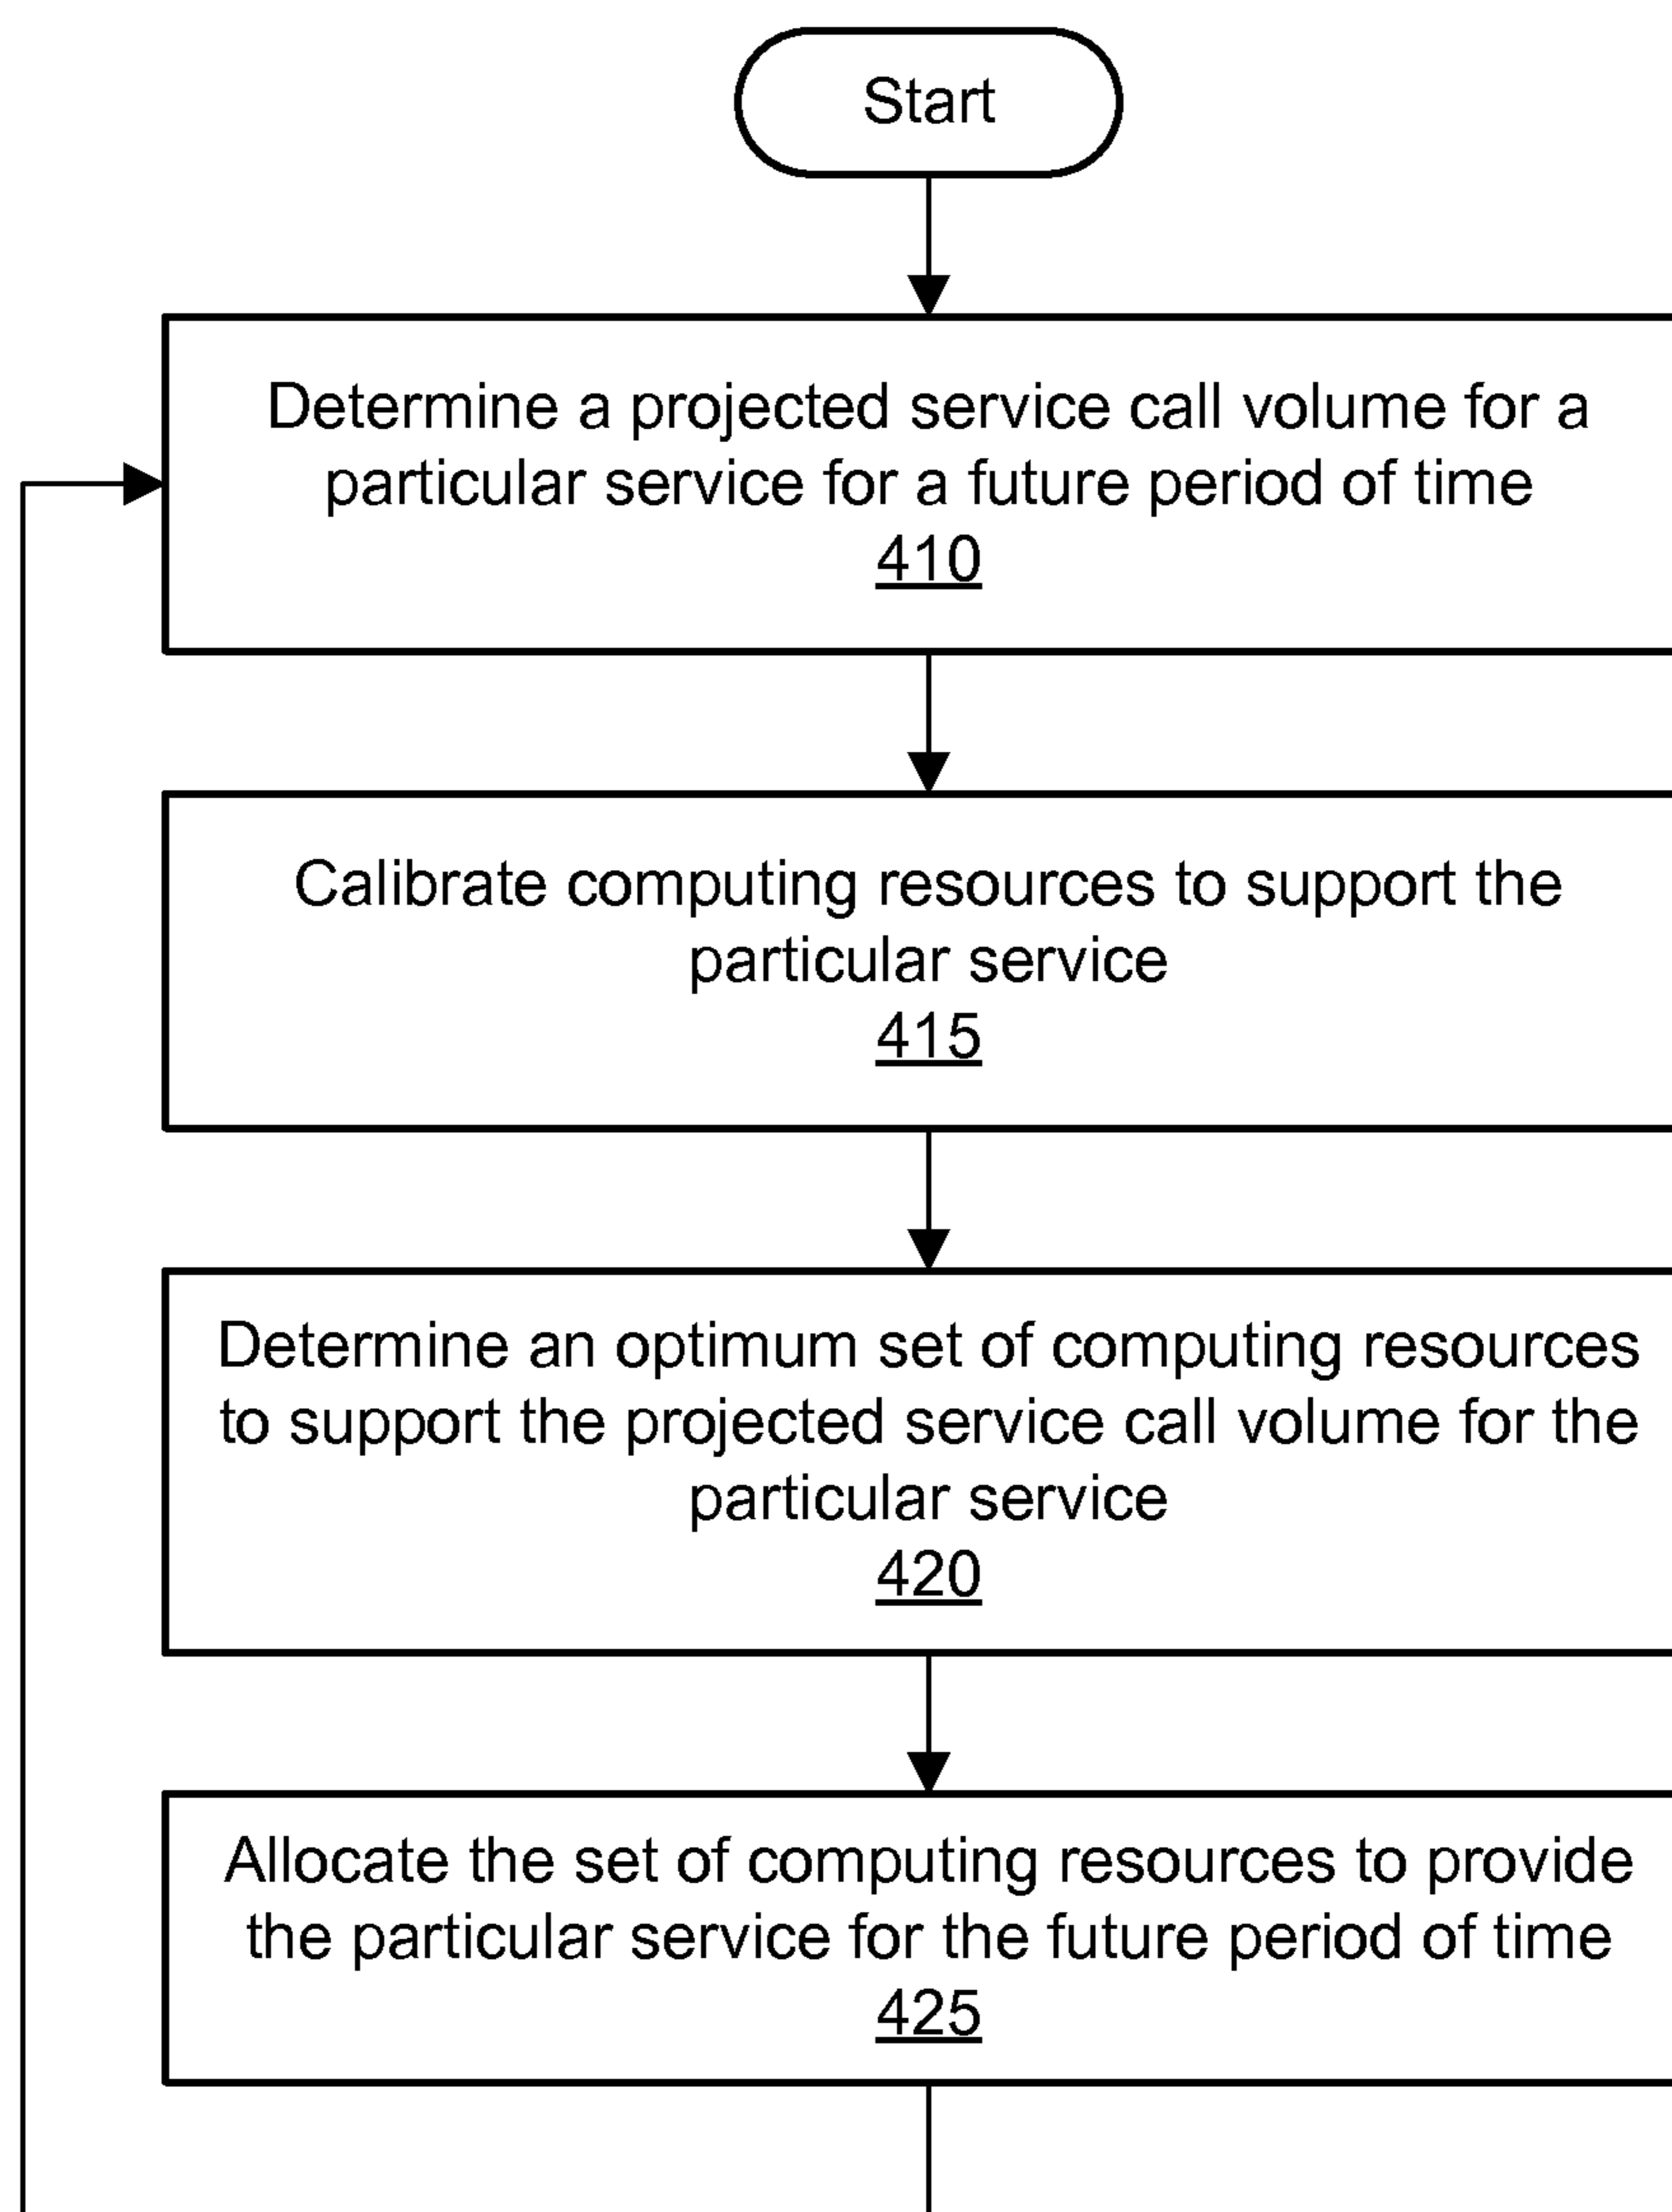 Start
Determine a projected service call volume for a
particular service for a future period of time
410
Calibrate computing resources to support the
particular service
415
Determine an optimum set of computing resources
to support the projected service call volume for the
particular service
420
Allocate the set of computing resources to provide
the particular service for the future period of time
425